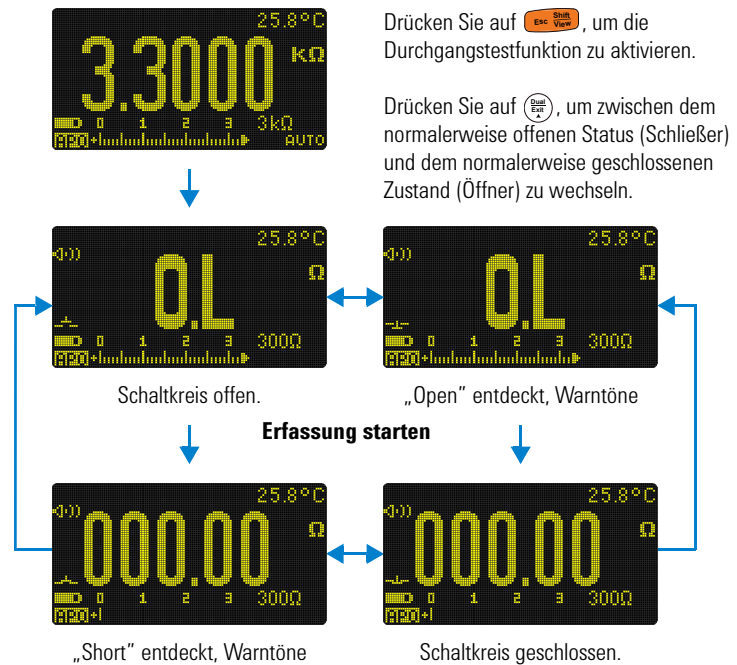 25.8°C
3.3000 KΩ
0 1 2 3 3kΩ
APO AUTO
Drücken Sie auf Esc Shift View, um die
Durchgangstestfunktion zu aktivieren.
Drücken Sie auf Dual Exit, um zwischen dem
normalerweise offenen Status (Schließer)
und dem normalerweise geschlossenen
Zustand (Öffner) zu wechseln.
25.8°C
O.L Ω
0 1 2 3 300Ω
APO
Schaltkreis offen.
25.8°C
O.L Ω
0 1 2 3 300Ω
APO
„Open” entdeckt, Warntöne
Erfassung starten
25.8°C
000.00 Ω
0 1 2 3 300Ω
APO
„Short” entdeckt, Warntöne
25.8°C
000.00 Ω
0 1 2 3 300Ω
APO
Schaltkreis geschlossen.